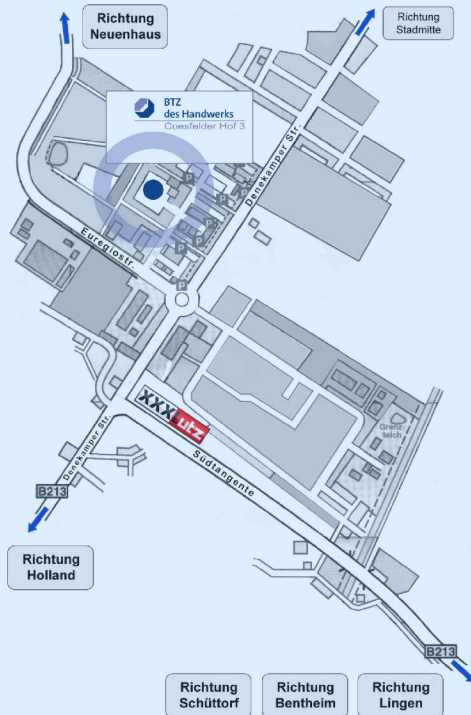 Richtung
Neuenhaus
Richtung
Stadmitte
BTZ
des Handwerks
Coesfelder Hof 3
Denekamper Str.
P
P
P
P
P
P
P
Euregiostr.
XXXLutz
Grenz-
teich
Südtangente
Denekamper Str.
B213
Richtung
Holland
B213
Richtung
Schüttorf
Richtung
Bentheim
Richtung
Lingen